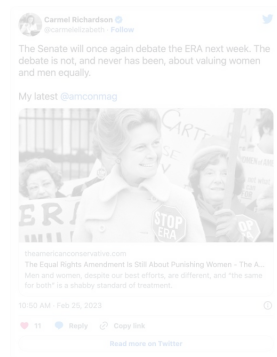 Carmel Richardson
@carmelelizabeth · Follow
The Senate will once again debate the ERA next week. The
debate is not, and never has been, about valuing women
and men equally.
My latest @amconmag
STOP
ERA
theamericanconservative.com
The Equal Rights Amendment Is Still About Punishing Women - The A...
Men and women, despite our best efforts, are different, and "the same
for both" is a shabby standard of treatment.
10:50 AM · Feb 25, 2023
11 Reply Copy link
Read more on Twitter